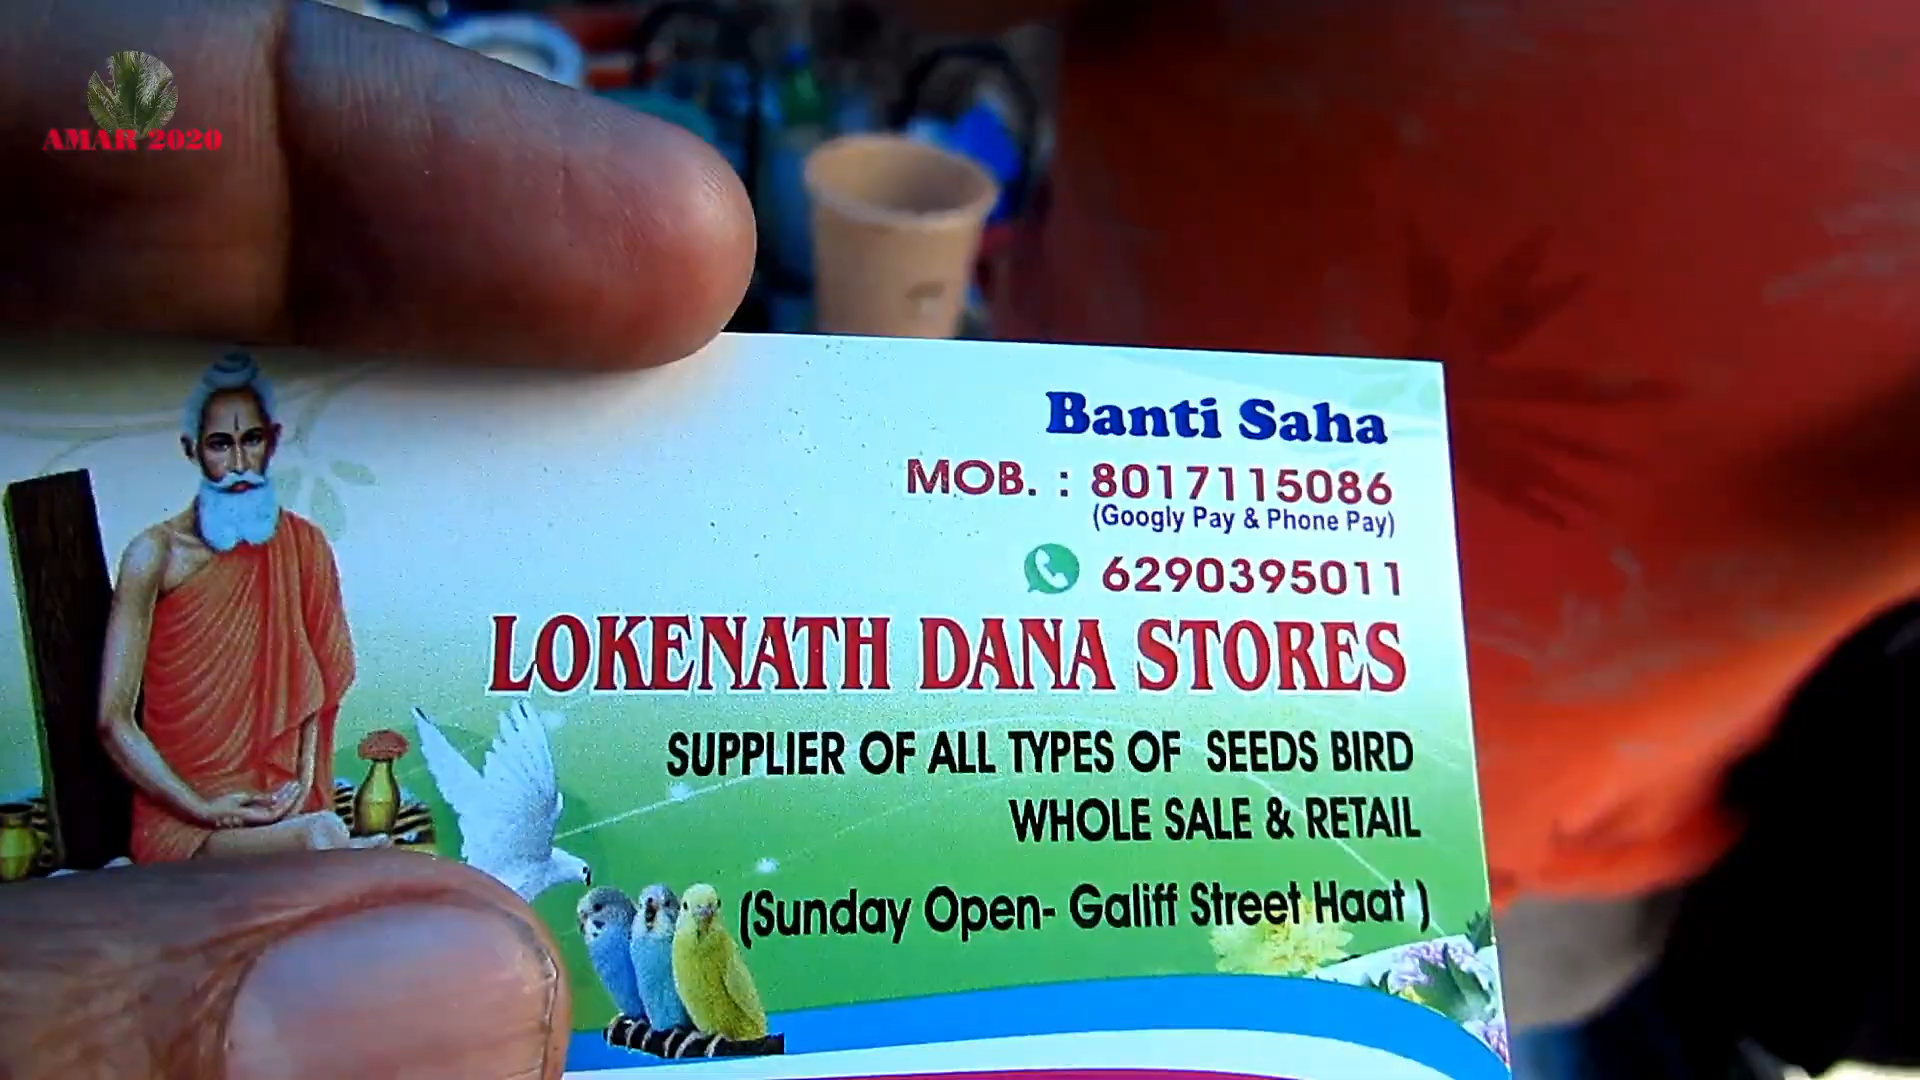 AMAR 2020
Banti Saha
MOB. : 8017115086
(Googly Pay & Phone Pay)
6290395011
LOKENATH DANA STORES
SUPPLIER OF ALL TYPES OF SEEDS BIRD
WHOLE SALE & RETAIL
(Sunday Open- Galiff Street Haat )